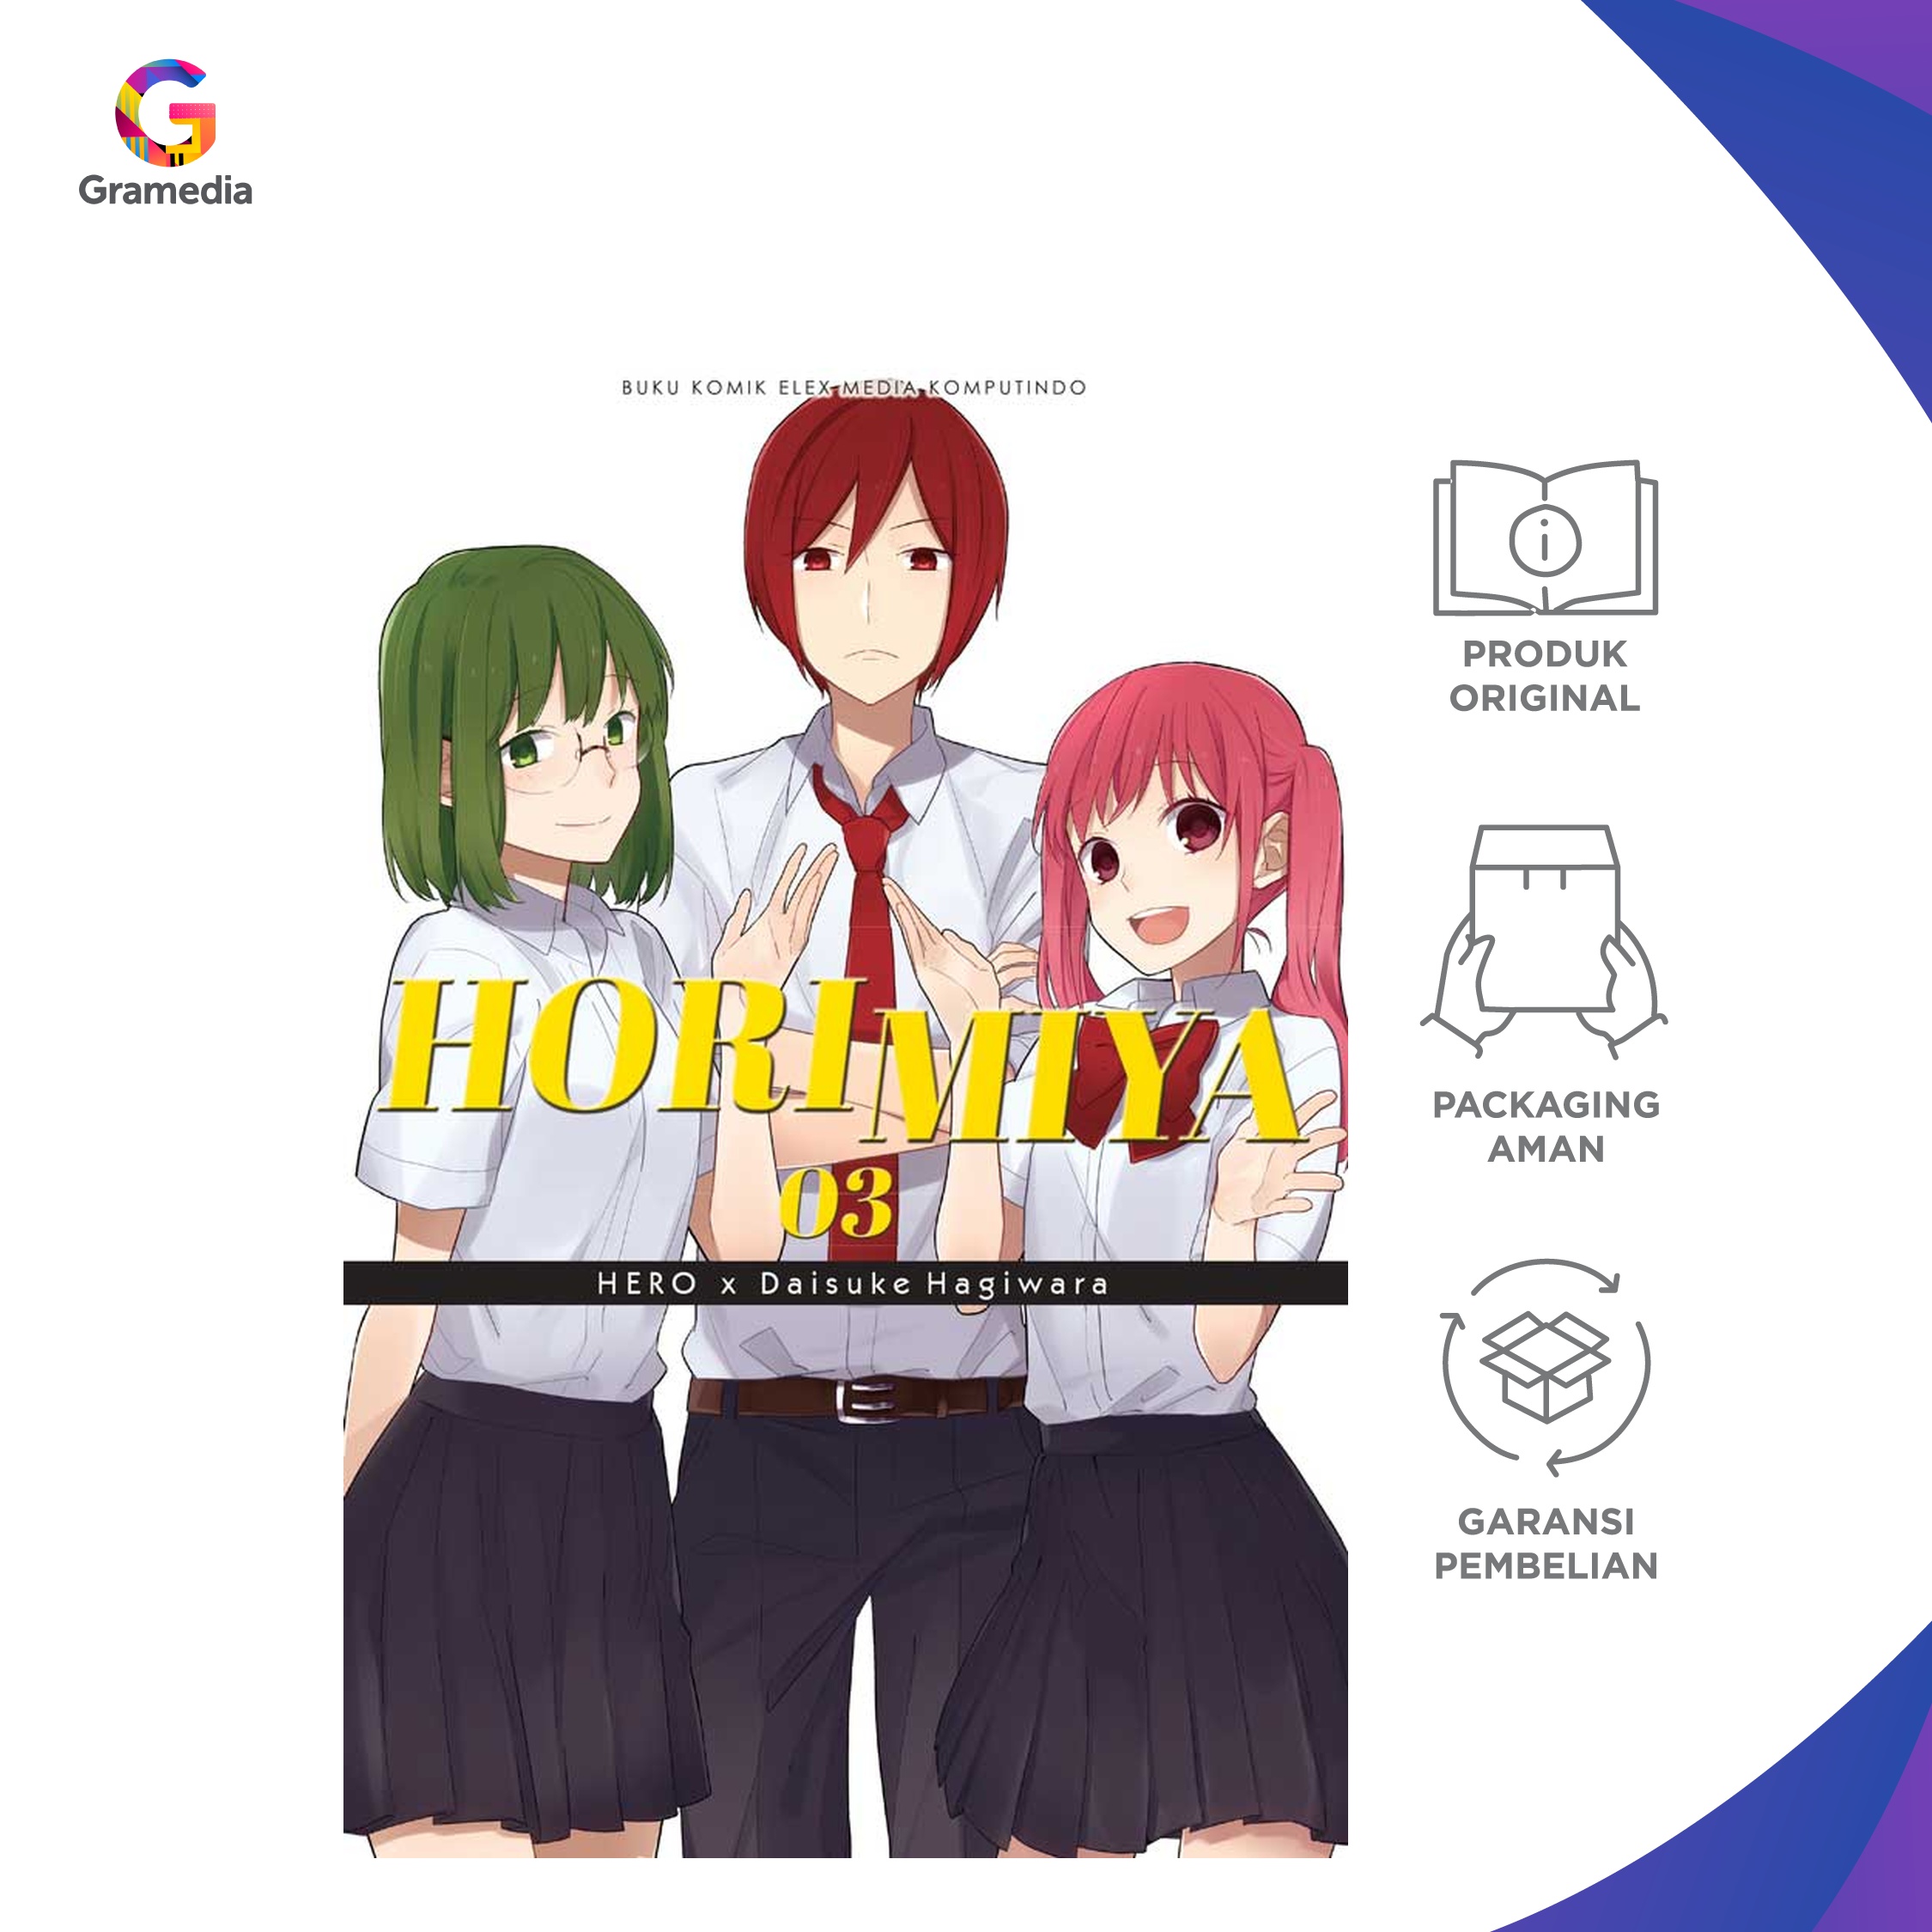 Gramedia
BUKU KOMIK ELEX MEDIA KOMPUTINDO
HORIMIYA
03
HERO x Daisuke Hagiwara
PRODUK
ORIGINAL
PACKAGING
AMAN
GARANSI
PEMBELIAN